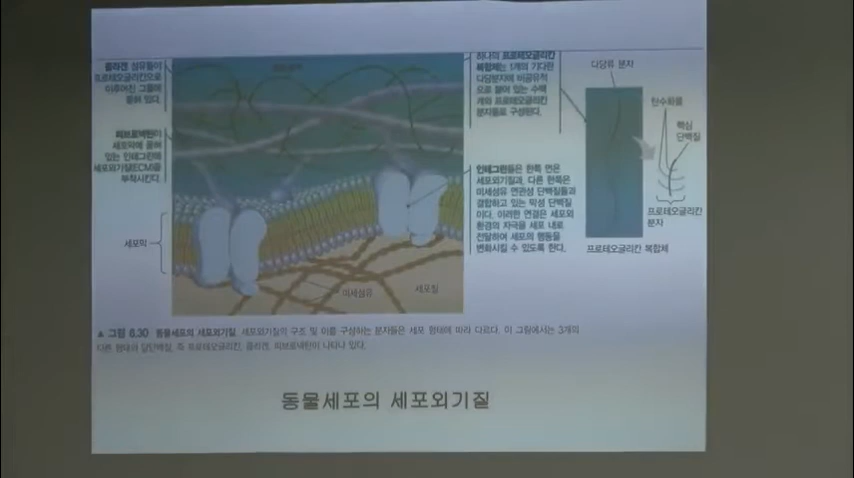 콜라겐 섬유들이
프로테오글리칸으로
이루어진 그물에
묻혀 있다.
피브로넥틴이
세포막에 묻혀
있는 인테그린에
세포외기질(ECM)을
부착시킨다.
세포막
미세섬유
세포질
하나의 프로테오글리칸
복합체는 1개의 기다란
다당분자에 비공유적
으로 붙어 있는 수백
개의 프로테오글리칸
분자들로 구성된다.
인테그린들은 한쪽 면은
세포외기질과, 다른 한쪽은
미세섬유 연관성 단백질들과
결합하고 있는 막성 단백질
이다. 이러한 연결은 세포외
환경의 자극을 세포 내로
전달하여 세포의 행동을
변화시킬 수 있도록 한다.
다당류 분자
탄수화물
핵심
단백질
프로테오글리칸
분자
프로테오글리칸 복합체
▲ 그림 6.30 동물세포의 세포외기질. 세포외기질의 구조 및 이를 구성하는 분자들은 세포 형태에 따라 다르다. 이 그림에서는 3개의
다른 형태의 당단백질, 즉 프로테오글리칸, 콜라겐, 피브로넥틴이 나타나 있다.
동물세포의 세포외기질